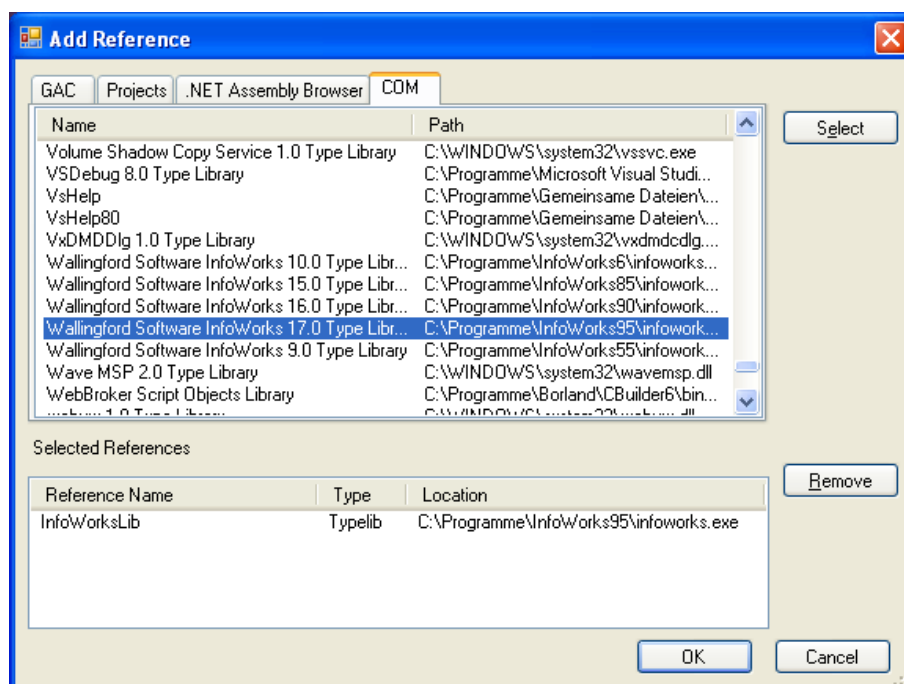 Add Reference
GAC Projects .NET Assembly Browser COM
Name Path
Select
Volume Shadow Copy Service 1.0 Type Library C:\WINDOWS\system32\vssvc.exe
VSDebug 8.0 Type Library C:\Programme\Microsoft Visual Studi...
VsHelp C:\Programme\Gemeinsame Dateien\...
VsHelp80 C:\Programme\Gemeinsame Dateien\...
VxDMDDlg 1.0 Type Library C:\WINDOWS\system32\vxdmdcdlg....
Wallingford Software InfoWorks 10.0 Type Libr... C:\Programme\InfoWorks6\infoworks...
Wallingford Software InfoWorks 15.0 Type Libr... C:\Programme\InfoWorks85\infowork...
Wallingford Software InfoWorks 16.0 Type Libr... C:\Programme\InfoWorks90\infowork...
Wallingford Software InfoWorks 17.0 Type Libr... C:\Programme\InfoWorks95\infowork...
Wallingford Software InfoWorks 9.0 Type Library C:\Programme\InfoWorks55\infowork...
Wave MSP 2.0 Type Library C:\WINDOWS\system32\wavemsp.dll
WebBroker Script Objects Library C:\Programme\Borland\CBuilder6\bin...
Selected References
Remove
Reference Name Type Location
InfoWorksLib Typelib C:\Programme\InfoWorks95\infoworks.exe
OK Cancel